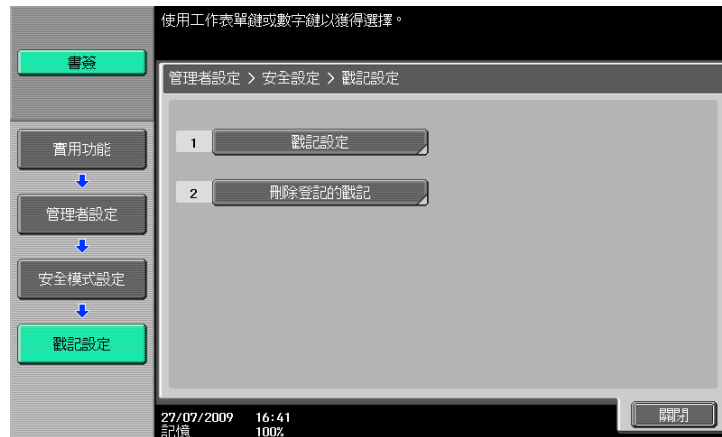 使用工作表單鍵或數字鍵以獲得選擇。
書簽
管理者設定 > 安全設定 > 戳記設定
1 戳記設定
2 刪除登記的戳記
實用功能
管理者設定
安全模式設定
戳記設定
27/07/2009 16:41
記憶 100%
關閉